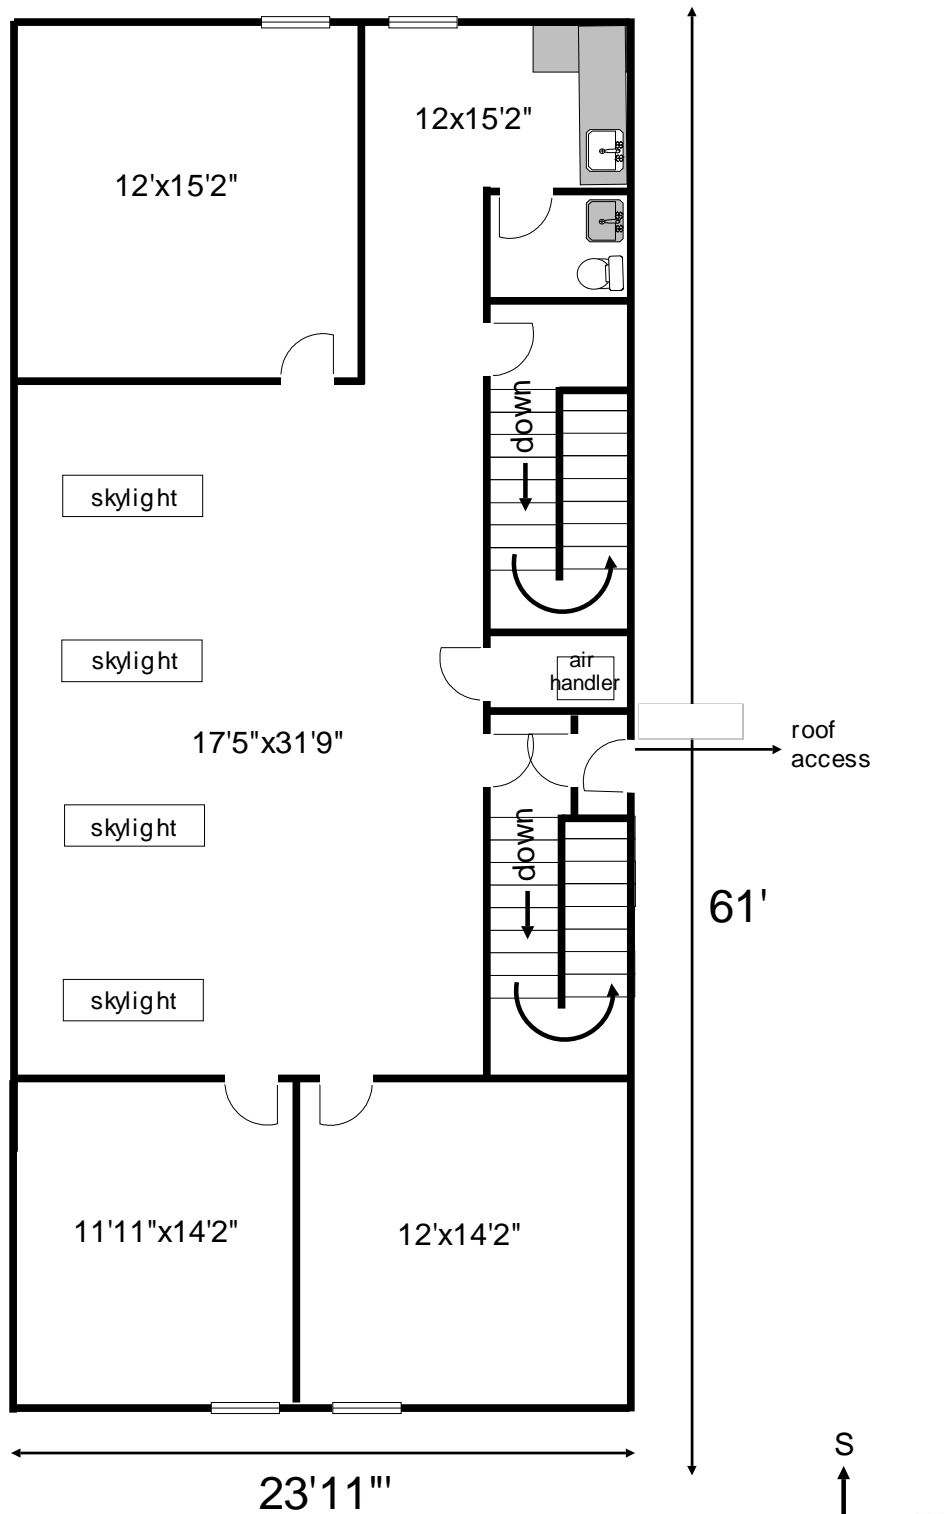 12x15'2"
12'x15'2"
down
skylight
skylight
air
handler
17'5"x31'9"
roof
access
skylight
down
61'
skylight
11'11"x14'2"
12'x14'2"
S
23'11"'